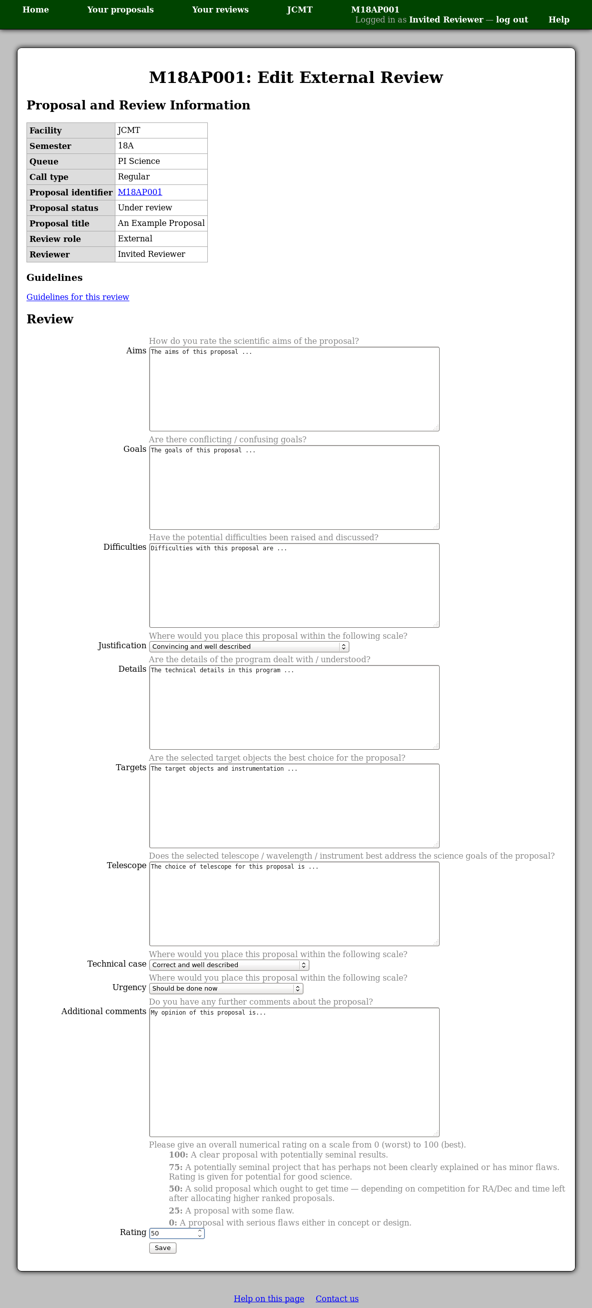 Home Your proposals Your reviews JCMT M18AP001
Logged in as Invited Reviewer — log out Help
M18AP001: Edit External Review
Proposal and Review Information
Facility JCMT
Semester 18A
Queue PI Science
Call type Regular
Proposal identifier M18AP001
Proposal status Under review
Proposal title An Example Proposal
Review role External
Reviewer Invited Reviewer
Guidelines
Guidelines for this review
Review
How do you rate the scientific aims of the proposal?
Aims The aims of this proposal ...
Are there conflicting / confusing goals?
Goals The goals of this proposal ...
Have the potential difficulties been raised and discussed?
Difficulties Difficulties with this proposal are ...
Where would you place this proposal within the following scale?
Justification Convincing and well described
Are the details of the program dealt with / understood?
Details The technical details in this program ...
Are the selected target objects the best choice for the proposal?
Targets The target objects and instrumentation ...
Does the selected telescope / wavelength / instrument best address the science goals of the proposal?
Telescope The choice of telescope for this proposal is ...
Where would you place this proposal within the following scale?
Technical case Correct and well described
Where would you place this proposal within the following scale?
Urgency Should be done now
Do you have any further comments about the proposal?
Additional comments My opinion of this proposal is...
Please give an overall numerical rating on a scale from 0 (worst) to 100 (best).
100: A clear proposal with potentially seminal results.
75: A potentially seminal project that has perhaps not been clearly explained or has minor flaws.
Rating is given for potential for good science.
50: A solid proposal which ought to get time — depending on competition for RA/Dec and time left
after allocating higher ranked proposals.
25: A proposal with some flaw.
0: A proposal with serious flaws either in concept or design.
Rating 50
Save
Help on this page Contact us